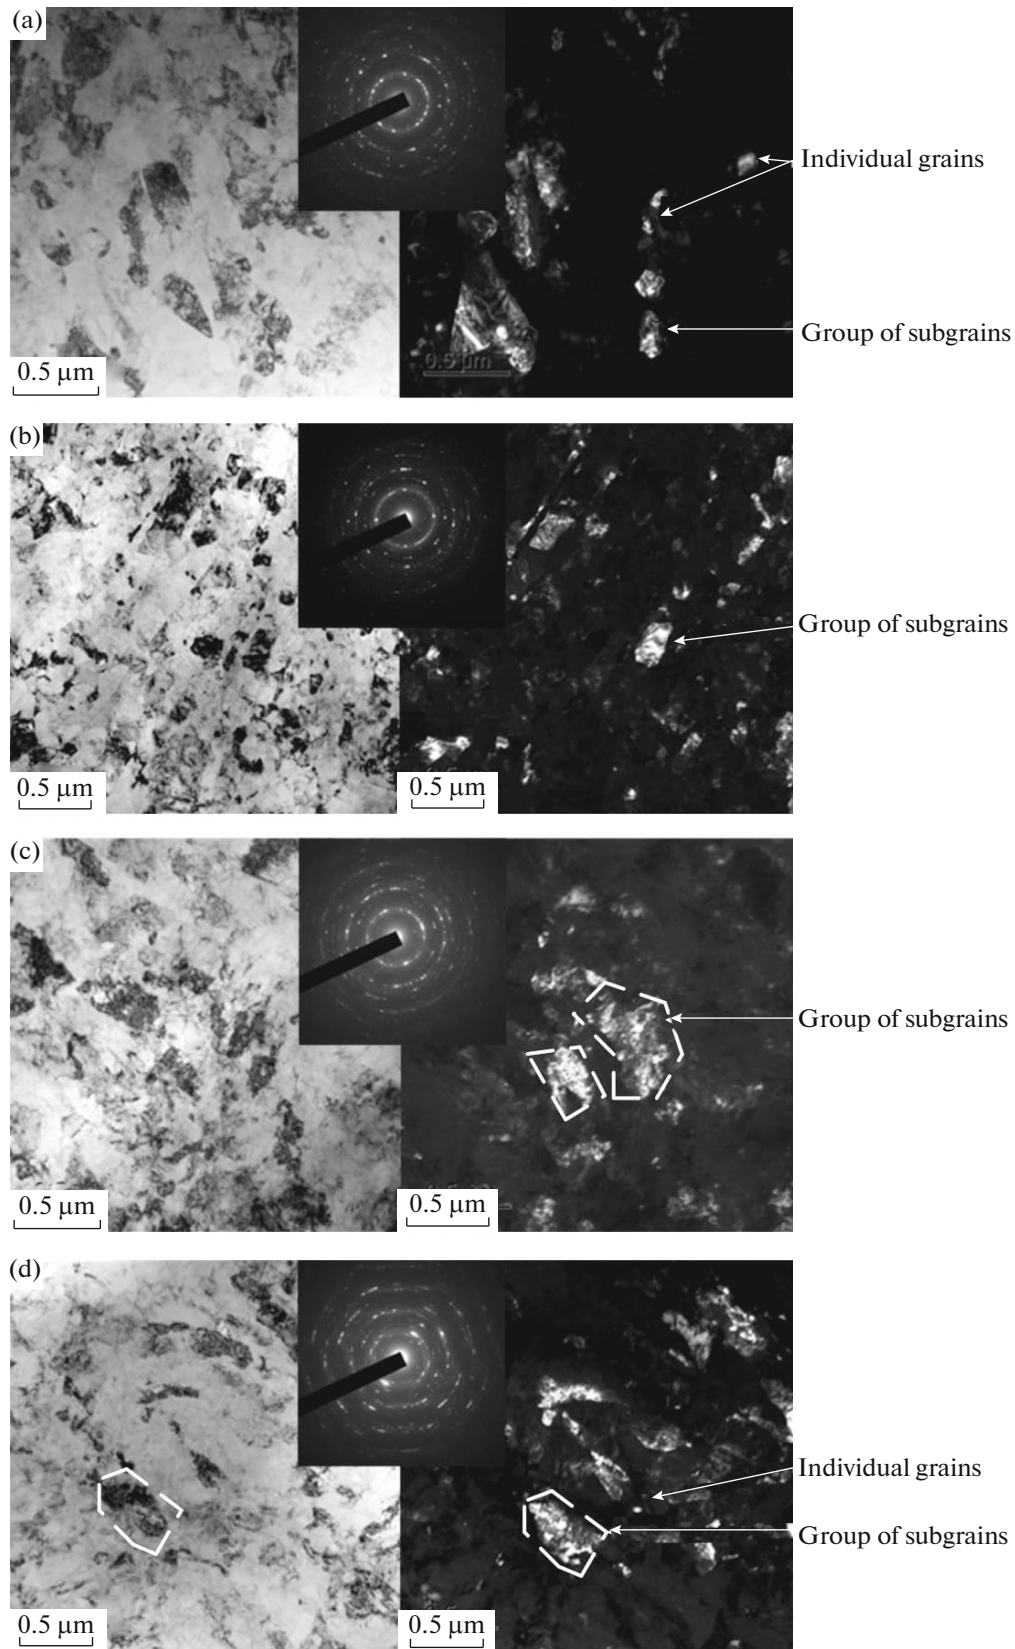 (a)
Individual grains
Group of subgrains
0.5 μm
0.5 μm
(b)
Group of subgrains
0.5 μm
0.5 μm
(c)
Group of subgrains
0.5 μm
0.5 μm
(d)
Individual grains
Group of subgrains
0.5 μm
0.5 μm